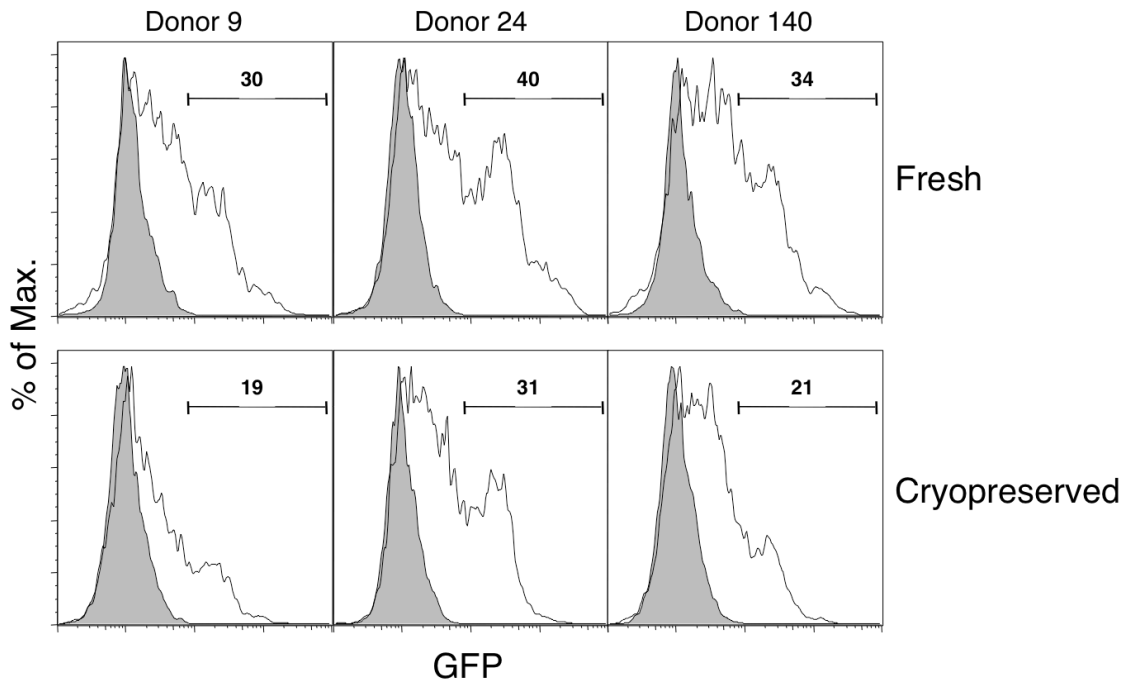 Donor 9
Donor 24
Donor 140
30
40
34
Fresh
% of Max.
19
31
21
Cryopreserved
GFP